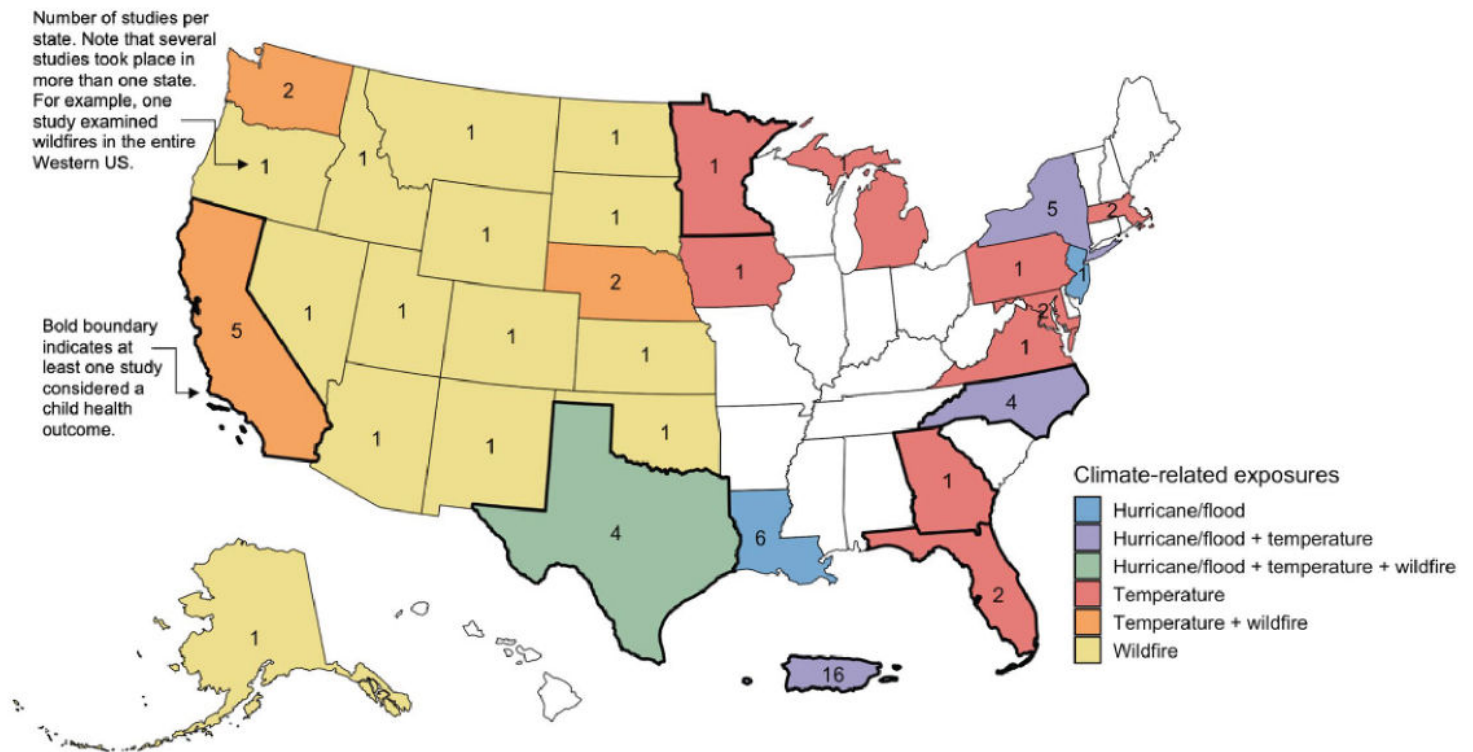 Number of studies per
state. Note that several
studies took place in
more than one state.
For example, one
study examined
wildfires in the entire
Western US.
Bold boundary
indicates at
least one study
considered a
child health
outcome.
2
1
1
1
1
1
1
5
1
1
1
2
1
1
1
1
4
1
1
1
6
5
2
1
1
2
1
4
1
2
16
1
Climate-related exposures
Hurricane/flood
Hurricane/flood + temperature
Hurricane/flood + temperature + wildfire
Temperature
Temperature + wildfire
Wildfire